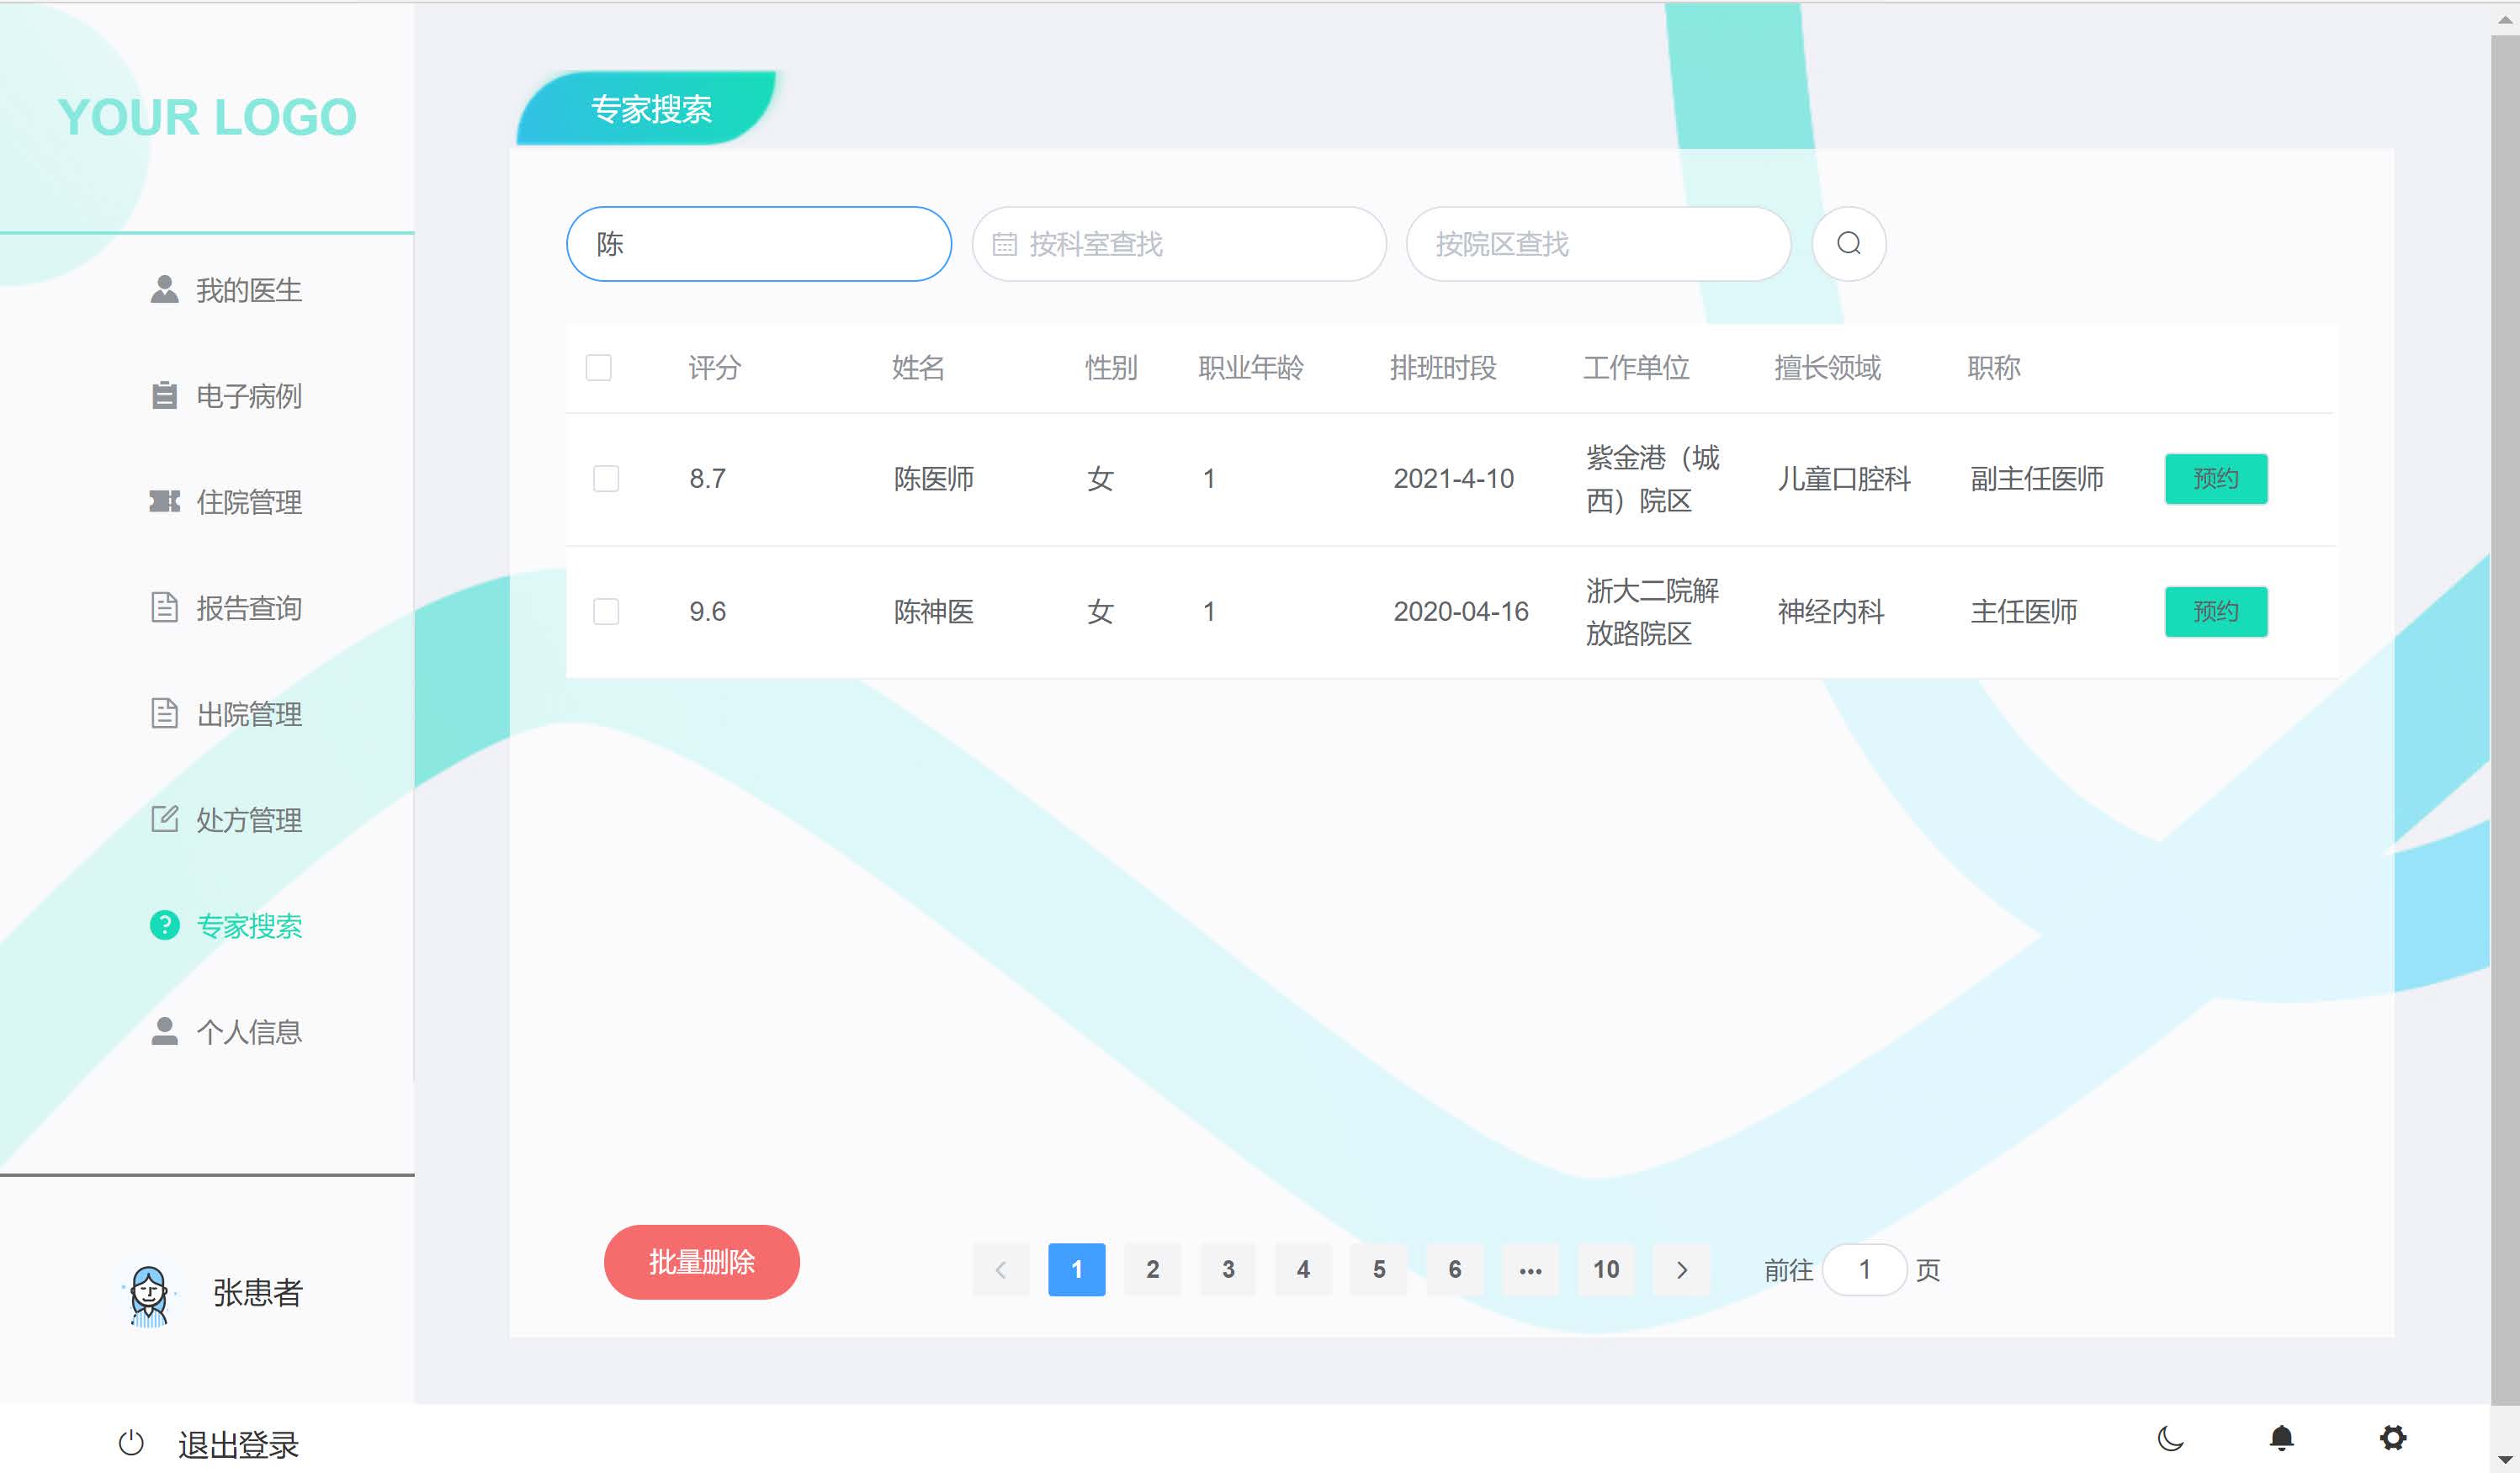 YOUR LOGO
我的医生
电子病例
住院管理
报告查询
出院管理
处方管理
专家搜索
个人信息
张患者
退出登录
专家搜索
陈 按科室查找 按院区查找
评分 姓名 性别 职业年龄 排班时段 工作单位 擅长领域 职称
8.7 陈医师 女 1 2021-4-10 紫金港（城西）院区 儿童口腔科 副主任医师 预约
9.6 陈神医 女 1 2020-04-16 浙大二院解放路院区 神经内科 主任医师 预约
批量删除 1 2 3 4 5 6 ••• 10 前往 1 页